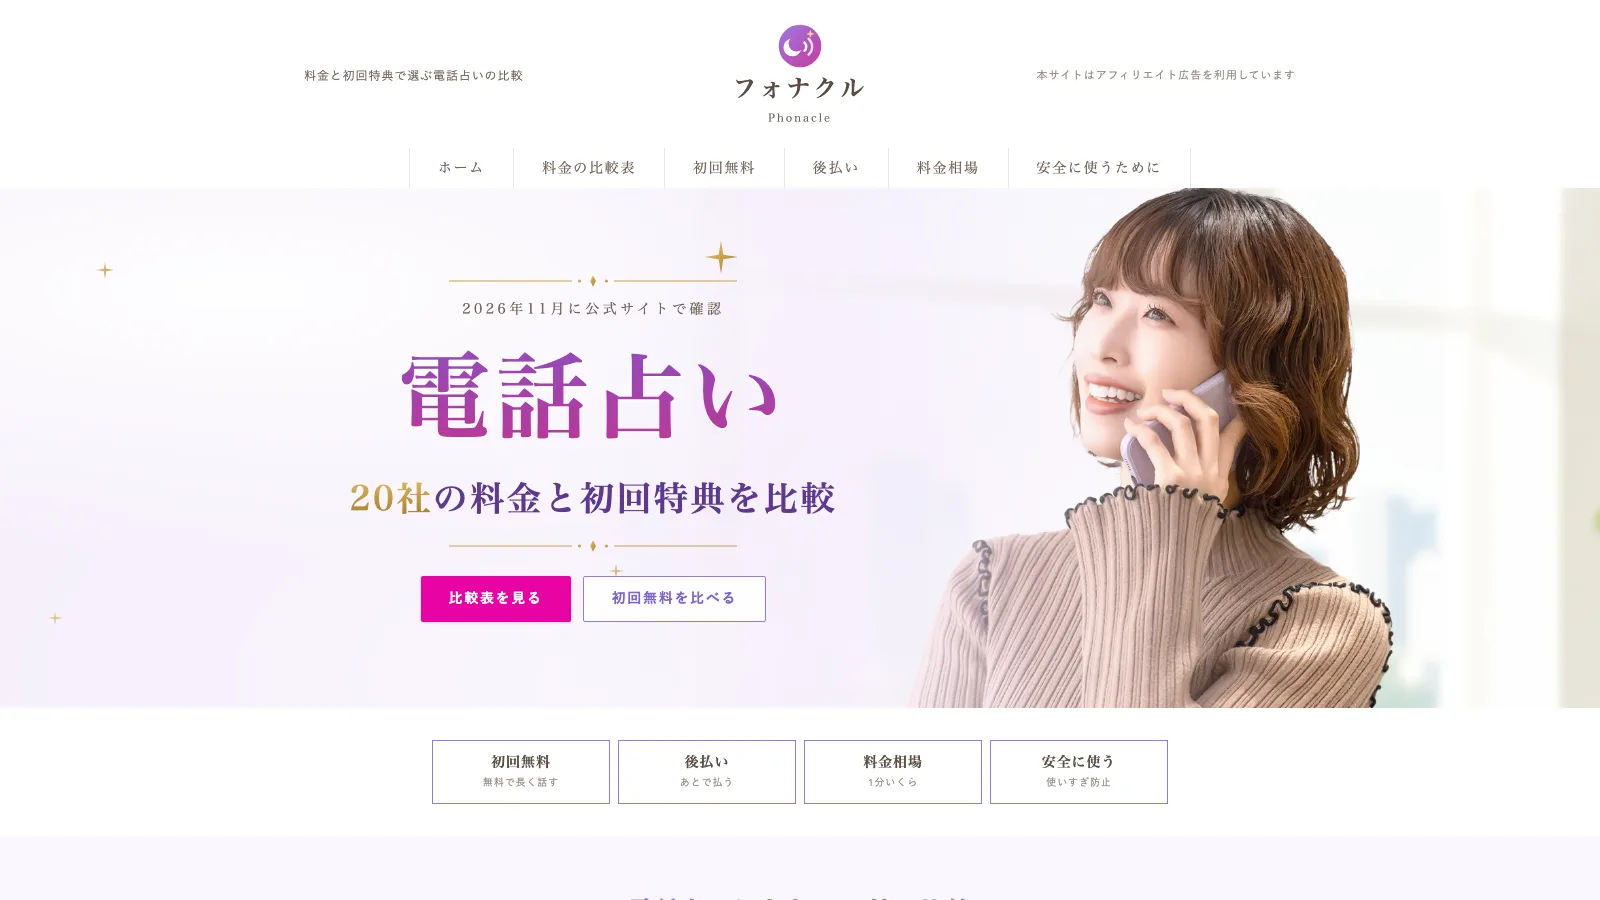 料金と初回特典で選ぶ電話占いの比較
フォナクル
Phonacle
本サイトはアフィリエイト広告を利用しています
ホーム
料金の比較表
初回無料
後払い
料金相場
安全に使うために
2026年11月に公式サイトで確認
電話占い
20社の料金と初回特典を比較
比較表を見る
初回無料を比べる
初回無料
無料で長く話す
後払い
あとで払う
料金相場
1分いくら
安全に使う
使いすぎ防止